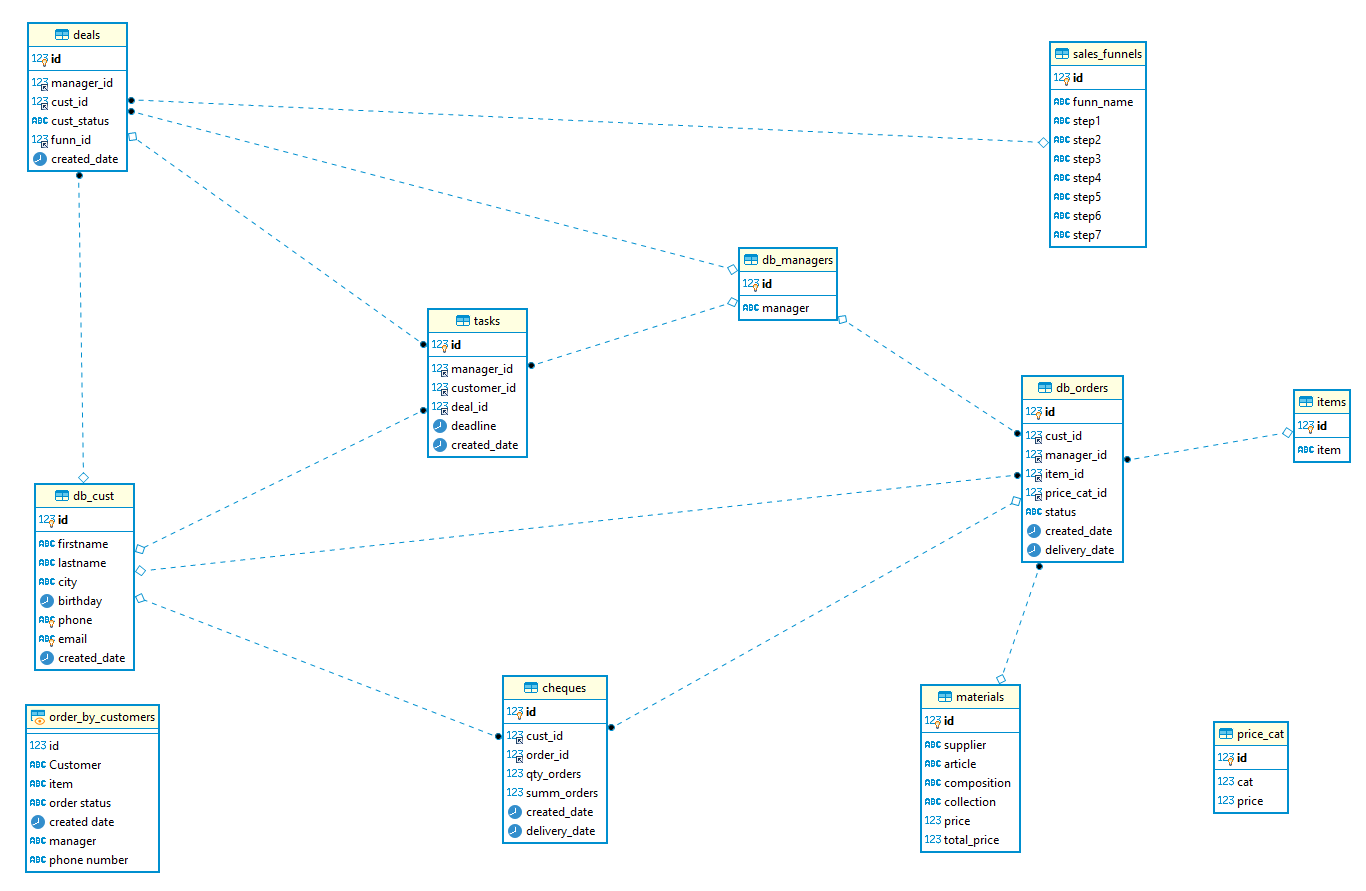 deals
123 id
123 manager_id
123 cust_id
ABC cust_status
123 funn_id
created_date
sales_funnels
123 id
ABC funn_name
ABC step1
ABC step2
ABC step3
ABC step4
ABC step5
ABC step6
ABC step7
db_managers
123 id
ABC manager
tasks
123 id
123 manager_id
123 customer_id
123 deal_id
deadline
created_date
db_orders
123 id
123 cust_id
123 manager_id
123 item_id
123 price_cat_id
ABC status
created_date
delivery_date
items
123 id
ABC item
db_cust
123 id
ABC firstname
ABC lastname
ABC city
birthday
ABC phone
ABC email
created_date
cheques
123 id
123 cust_id
123 order_id
123 qty_orders
123 summ_orders
created_date
delivery_date
materials
123 id
ABC supplier
ABC article
ABC composition
ABC collection
123 price
123 total_price
order_by_customers
123 id
ABC Customer
ABC item
ABC order status
created date
ABC manager
ABC phone number
price_cat
123 id
123 cat
123 price